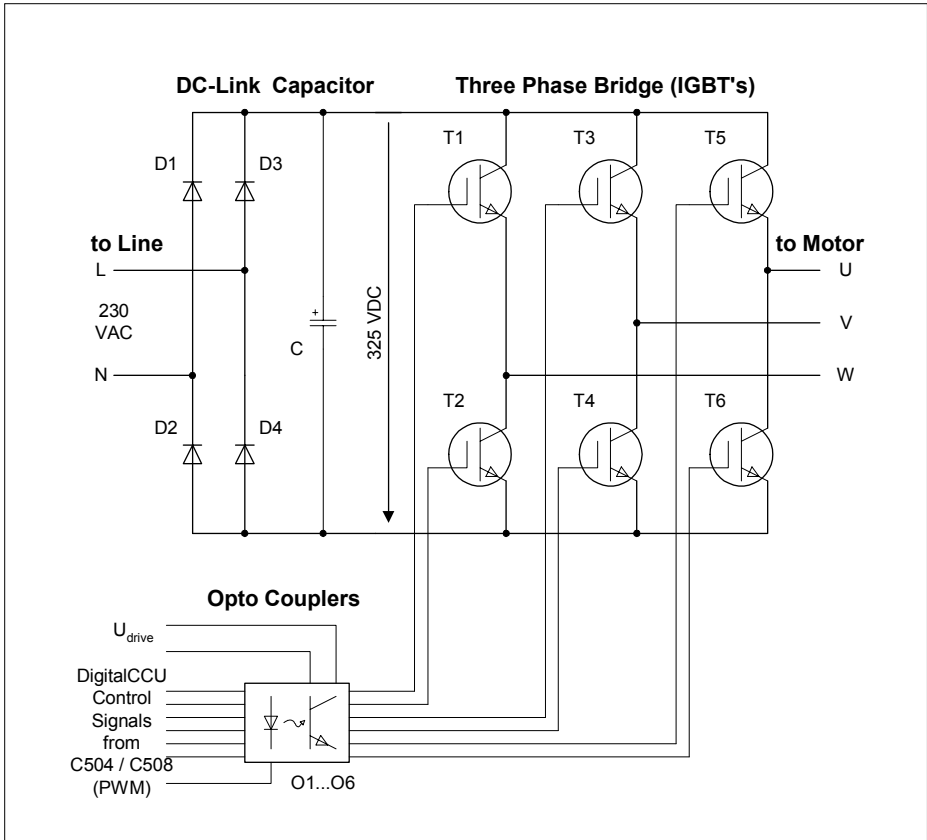 DC-Link Capacitor
Three Phase Bridge (IGBT's)
T1
T3
T5
D1
D3
to Line
L
to Motor
U
230
VAC
+
C
325 VDC
V
N
W
T2
T4
T6
D2
D4
Opto Couplers
Udrive
DigitalCCU
Control
Signals
from
C504 / C508
(PWM)
O1...O6